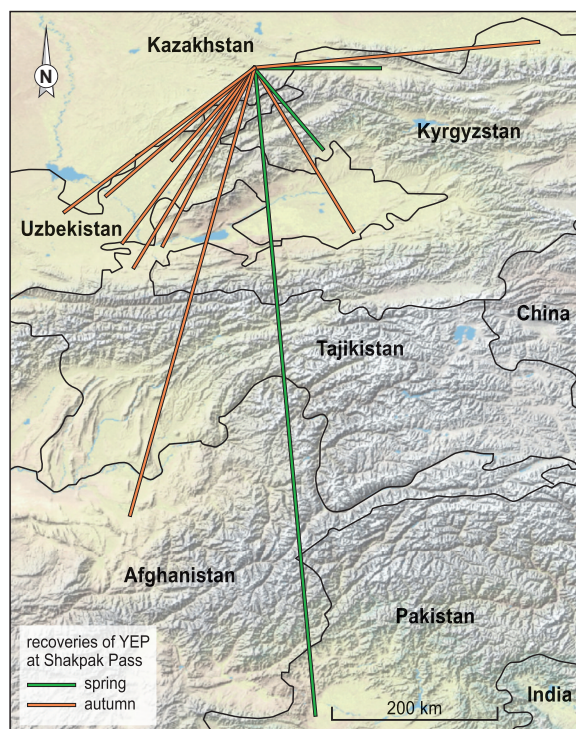 Kazakhstan
N
Kyrgyzstan
Uzbekistan
China
Tajikistan
Afghanistan
Pakistan
recoveries of YEP
at Shakpak Pass
spring
autumn
200 km
India